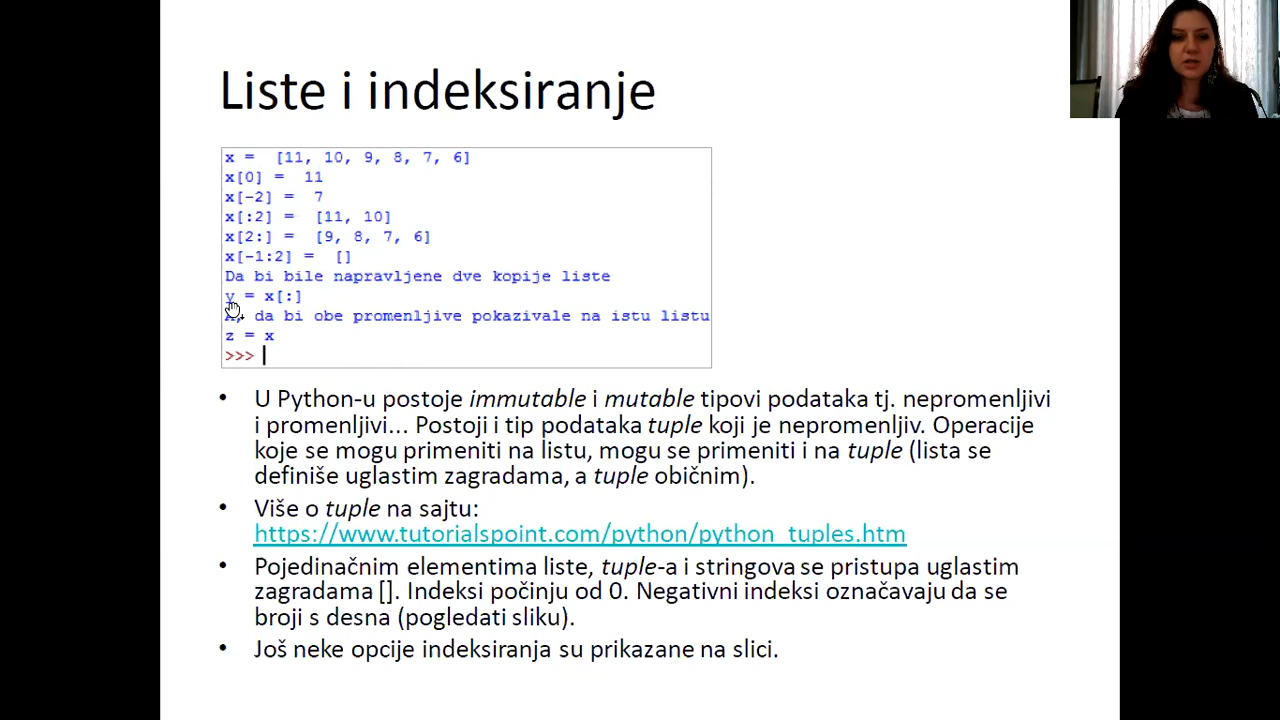 Liste i indeksiranje
x = [11, 10, 9, 8, 7, 6]
x[0] = 11
x[-2] = 7
x[:2] = [11, 10]
x[2:] = [9, 8, 7, 6]
x[-1:2] = []
Da bi bile napravljene dve kopije liste
y = x[:]
, da bi obe promenljive pokazivale na istu listu
z = x
>>>
• U Python-u postoje immutable i mutable tipovi podataka tj. nepromenljivi
i promenljivi... Postoji i tip podataka tuple koji je nepromenljiv. Operacije
koje se mogu primeniti na listu, mogu se primeniti i na tuple (lista se
definiše uglastim zagradama, a tuple običnim).
• Više o tuple na sajtu:
https://www.tutorialspoint.com/python/python_tuples.htm
• Pojedinačnim elementima liste, tuple-a i stringova se pristupa uglastim
zagradama []. Indeksi počinju od 0. Negativni indeksi označavaju da se
broji s desna (pogledati sliku).
• Još neke opcije indeksiranja su prikazane na slici.